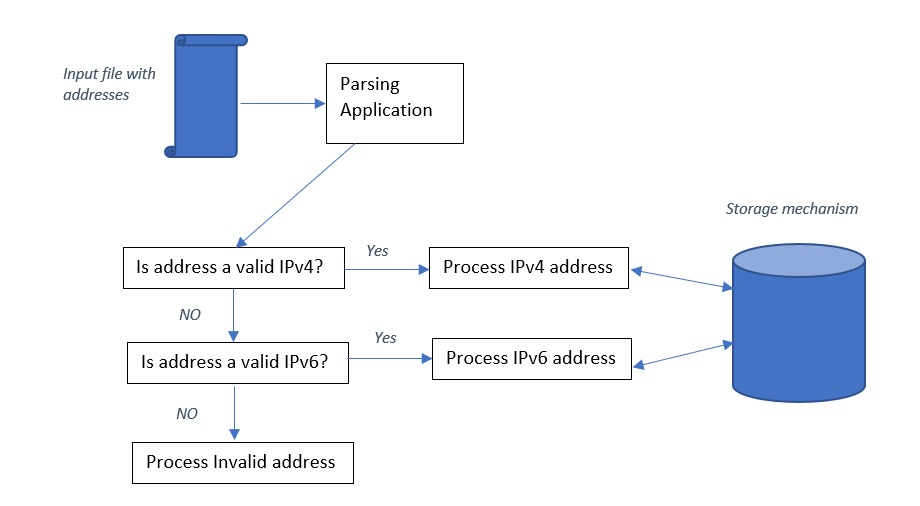 Input file with
addresses
Parsing
Application
Storage mechanism
Is address a valid IPv4?
Yes
Process IPv4 address
NO
Is address a valid IPv6?
Yes
Process IPv6 address
NO
Process Invalid address